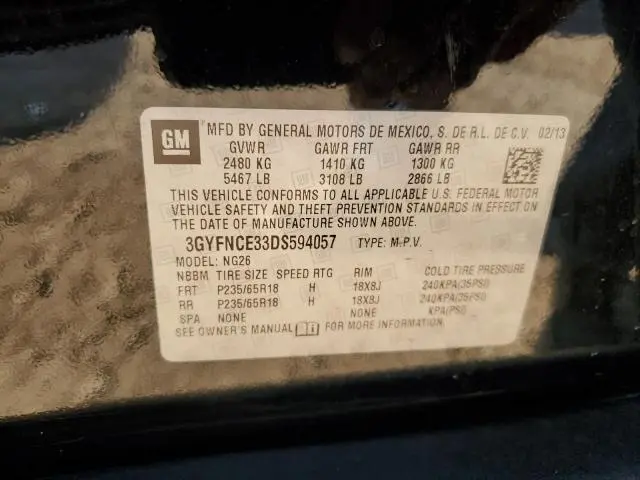 GM MFD BY GENERAL MOTORS DE MEXICO, S. DE R.L. DE C.V. 02/13
GVWR GAWR FRT GAWR RR
2480 KG 1410 KG 1300 KG
5467 LB 3108 LB 2866 LB
THIS VEHICLE CONFORMS TO ALL APPLICABLE U.S. FEDERAL MOTOR
VEHICLE SAFETY AND THEFT PREVENTION STANDARDS IN EFFECT ON
THE DATE OF MANUFACTURE SHOWN ABOVE.
3GYFNCE33DS594057 TYPE: M.P.V.
MODEL: NG26
NBBM TIRE SIZE SPEED RTG RIM COLD TIRE PRESSURE
FRT P235/65R18 H 18X8J 240KPA(35PSI)
RR P235/65R18 H 18X8J 240KPA(35PSI)
SPA NONE NONE KPA(PSI)
SEE OWNER'S MANUAL FOR MORE INFORMATION.